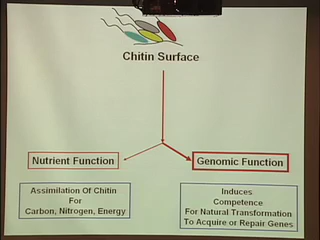 Chitin Surface
Nutrient Function
Genomic Function
Assimilation Of Chitin
For
Carbon, Nitrogen, Energy
Induces
Competence
For Natural Transformation
To Acquire or Repair Genes